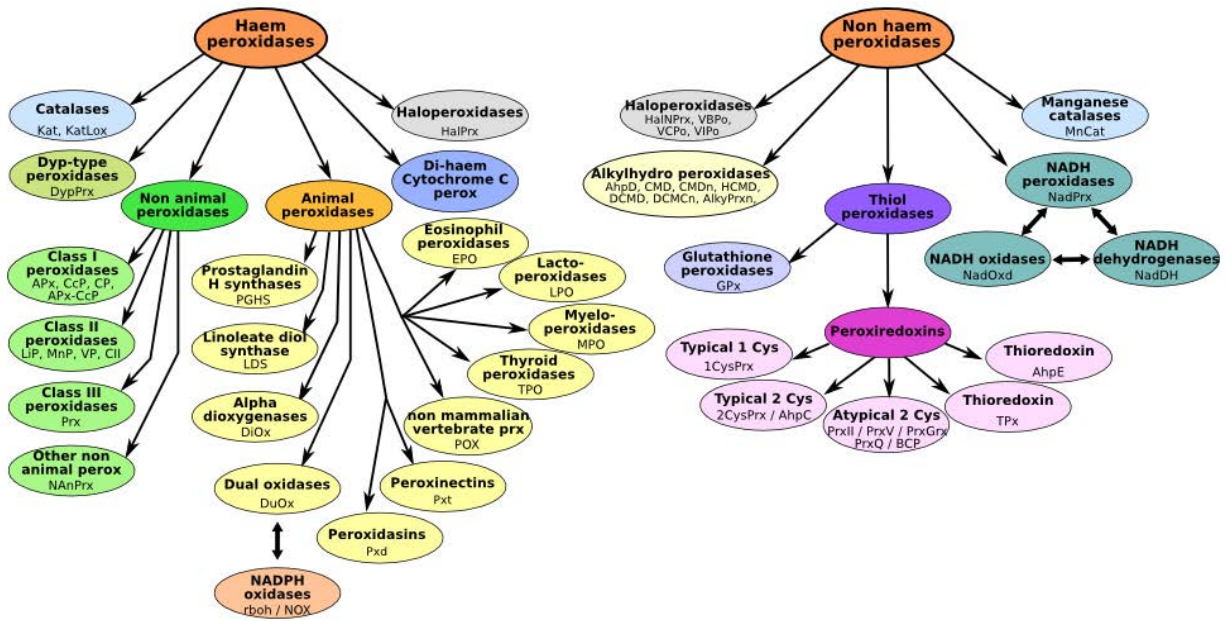 Haem
peroxidases
Catalases
Kat, KatLox
Haloperoxidases
HalPrx
Dyp-type
peroxidases
DypPrx
Di-haem
Cytochrome C
perox
Non animal
peroxidases
Animal
peroxidases
Class I
peroxidases
APx, CcP, CP,
APx-CcP
Class II
peroxidases
LiP, MnP, VP, CII
Class III
peroxidases
Prx
Other non
animal perox
NAnPrx
Prostaglandin
H synthases
PGHS
Linoleate diol
synthase
LDS
Alpha
dioxygenases
DiOx
Dual oxidases
DuOx
NADPH
oxidases
rboh / NOX
Peroxidasins
Pxd
Peroxinectins
Pxt
non mammalian
vertebrate prx
POX
Eosinophil
peroxidases
EPO
Lacto-
peroxidases
LPO
Myelo-
peroxidases
MPO
Thyroid
peroxidases
TPO
Non haem
peroxidases
Haloperoxidases
HalNPrx, VBPo,
VCPo, VIPo
Manganese
catalases
MnCat
Alkylhydro peroxidases
AhpD, CMD, CMDn, HCMD,
DCMD, DCMCn, AlkyPrxn,
Thiol
peroxidases
NADH
peroxidases
NadPrx
NADH oxidases
NadOxd
NADH
dehydrogenases
NadDH
Glutathione
peroxidases
GPx
Peroxiredoxins
Typical 1 Cys
1CysPrx
Typical 2 Cys
2CysPrx / AhpC
Atypical 2 Cys
PrxII / PrxV / PrxGrx
PrxQ / BCP
Thioredoxin
TPx
Thioredoxin
AhpE